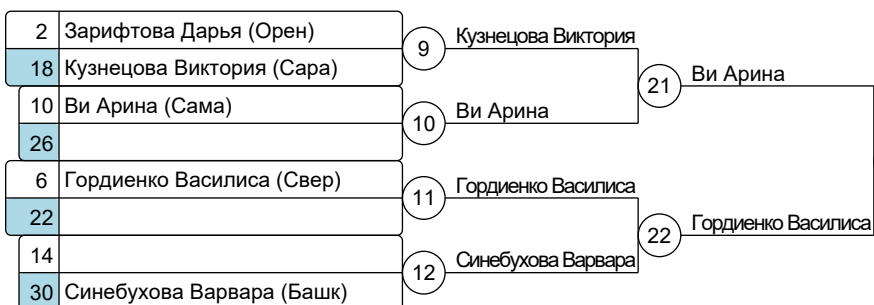 2 Зарифтова Дарья (Орен)
18 Кузнецова Виктория (Сара)
10 Ви Арина (Сама)
26
6 Гордиенко Василиса (Свер)
22
14
30 Синебухова Варвара (Башк)
9 Кузнецова Виктория
10 Ви Арина
11 Гордиенко Василиса
12 Синебухова Варвара
21 Ви Арина
22 Гордиенко Василиса